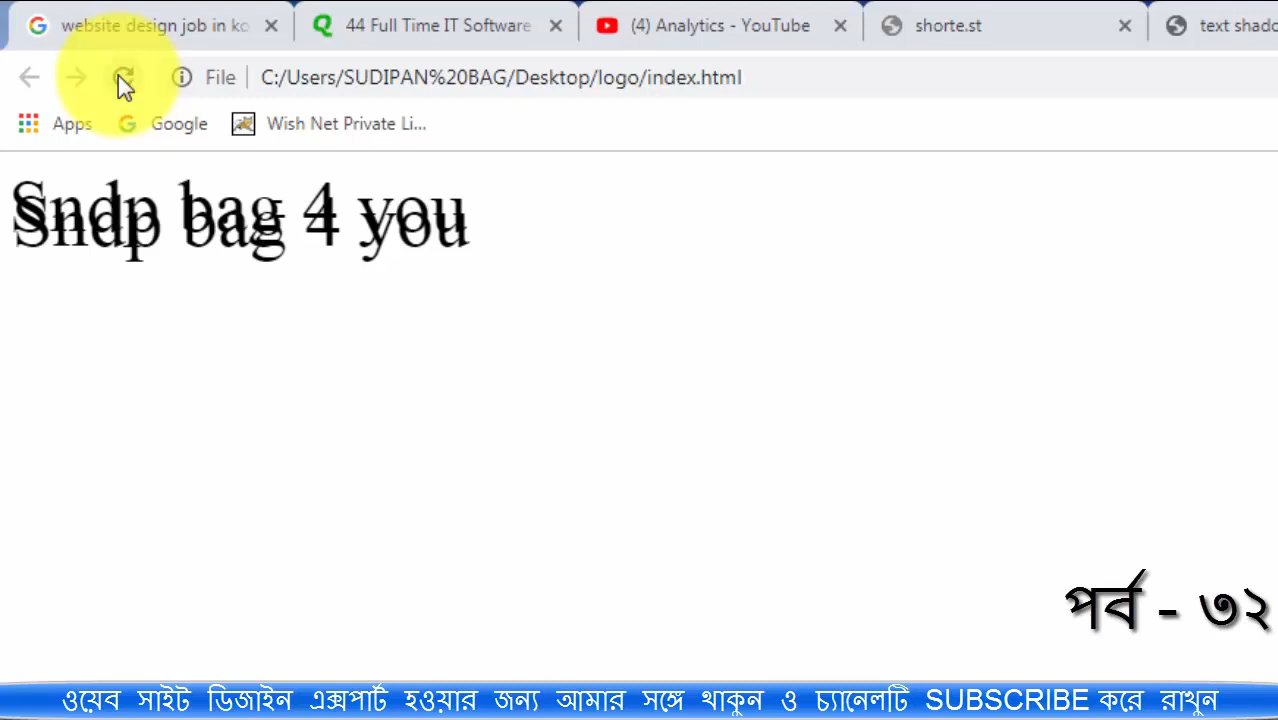 website design job in ko
44 Full Time IT Software
(4) Analytics - YouTube
shorte.st
text shado
File
C:/Users/SUDIPAN%20BAG/Desktop/logo/index.html
Apps
Google
Wish Net Private Li...
Sndp bag 4 you
পর্ব - ৩২
ওয়েব সাইট ডিজাইন এক্সপার্ট হওয়ার জন্য আমার সঙ্গে থাকুন ও চ্যানেলটি SUBSCRIBE করে রাখুন